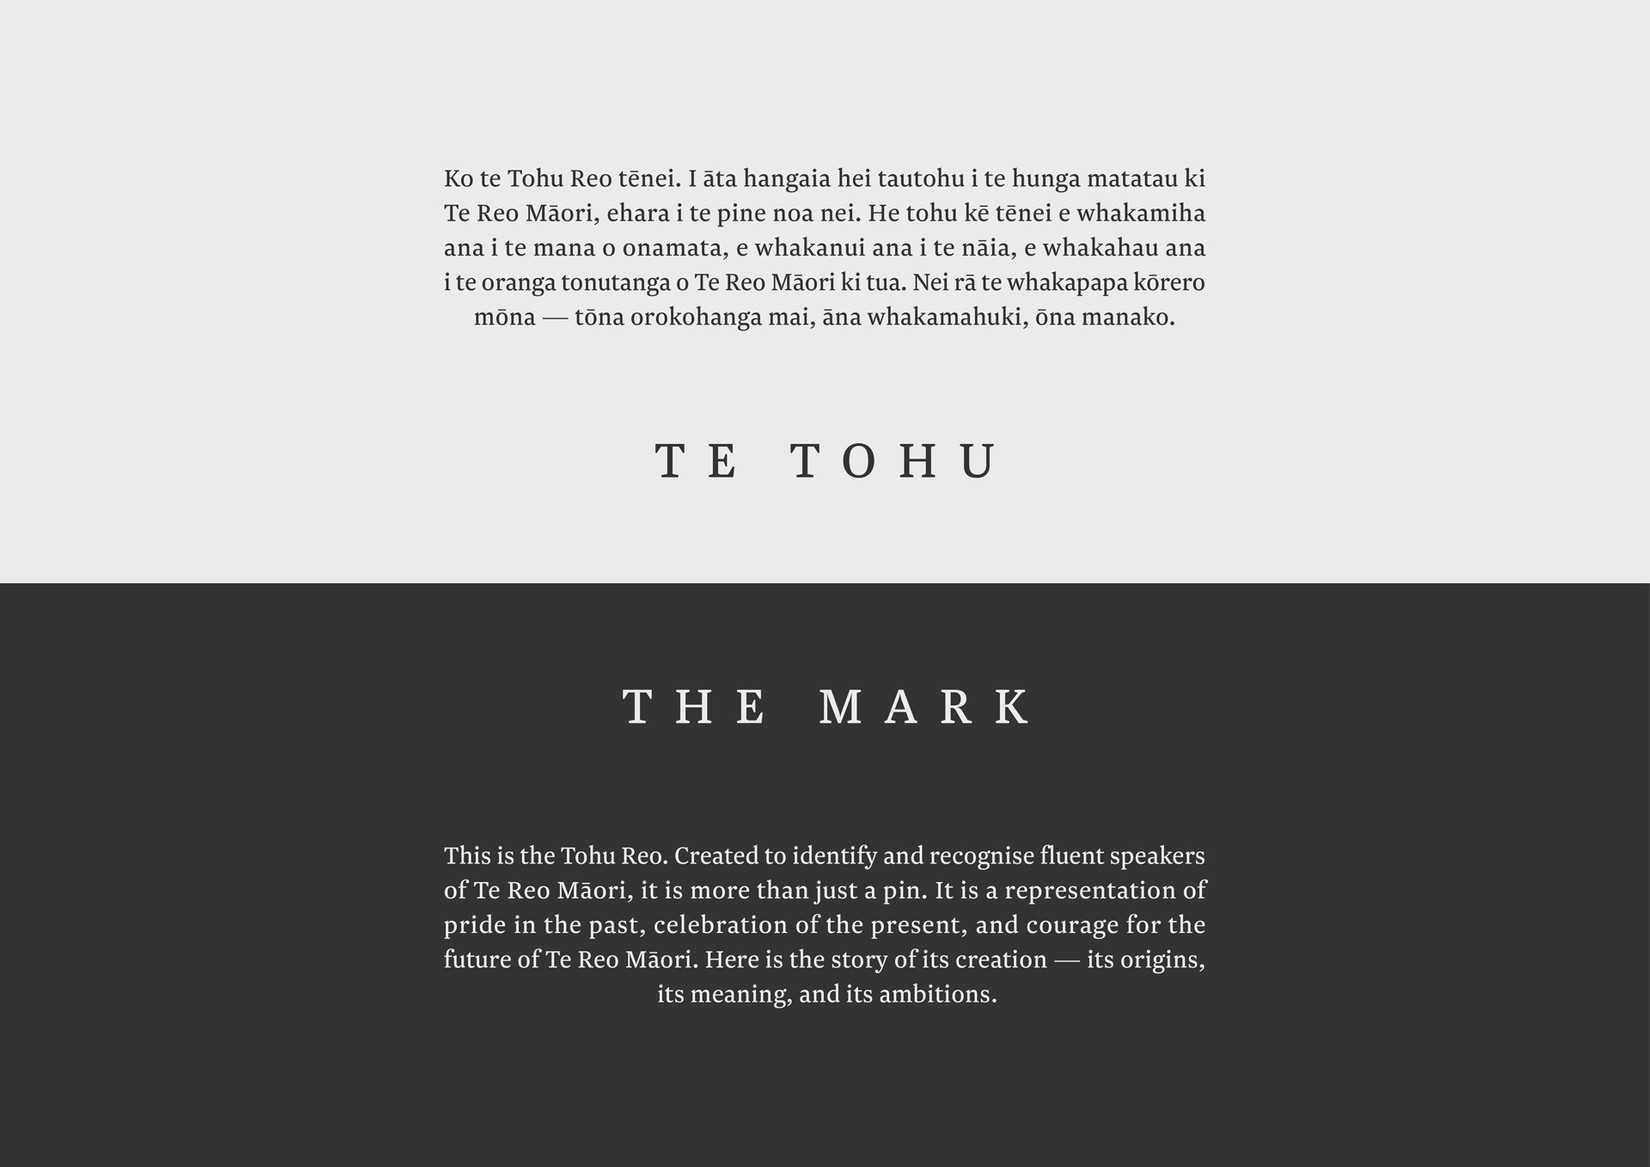 Ko te Tohu Reo tēnei. I āta hangaia hei tautohu i te hunga matatau ki
Te Reo Māori, ehara i te pine noa nei. He tohu kē tēnei e whakamiha
ana i te mana o onamata, e whakanui ana i te nāia, e whakahau ana
i te oranga tonutanga o Te Reo Māori ki tua. Nei rā te whakapapa kōrero
mōna — tōna orokohanga mai, āna whakamahuki, ōna manako.
TE TOHU
THE MARK
This is the Tohu Reo. Created to identify and recognise fluent speakers
of Te Reo Māori, it is more than just a pin. It is a representation of
pride in the past, celebration of the present, and courage for the
future of Te Reo Māori. Here is the story of its creation — its origins,
its meaning, and its ambitions.